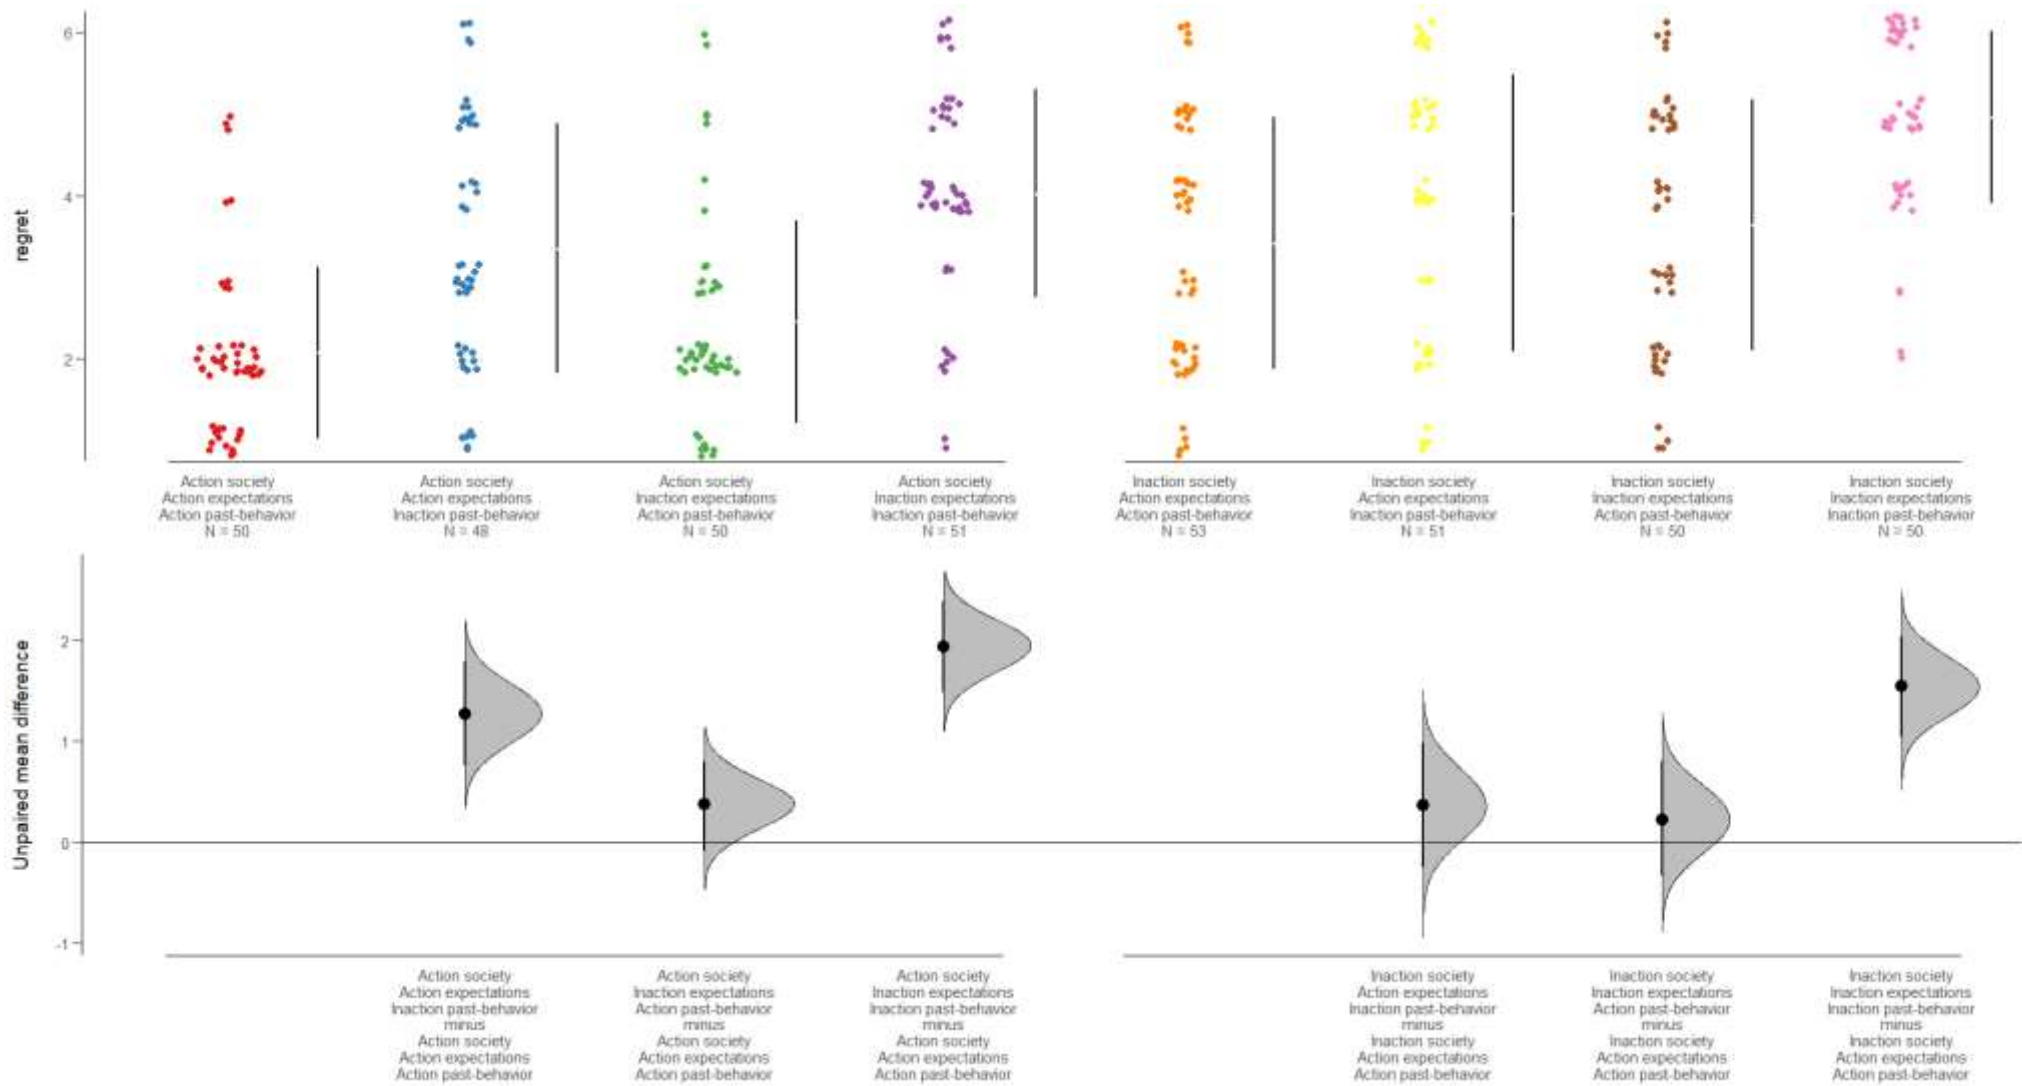 regret
6
4
2
Action society
Action expectations
Action past-behavior
N = 50
Action society
Action expectations
Inaction past-behavior
N = 48
Action society
Inaction expectations
Action past-behavior
N = 50
Action society
Inaction expectations
Inaction past-behavior
N = 51
Inaction society
Action expectations
Action past-behavior
N = 53
Inaction society
Action expectations
Inaction past-behavior
N = 51
Inaction society
Inaction expectations
Action past-behavior
N = 50
Inaction society
Inaction expectations
Inaction past-behavior
N = 50
Unpaired mean difference
2
1
0
-1
Action society
Action expectations
Inaction past-behavior
minus
Action society
Action expectations
Action past-behavior
Action society
Inaction expectations
Action past-behavior
minus
Action society
Action expectations
Action past-behavior
Action society
Inaction expectations
Inaction past-behavior
minus
Action society
Action expectations
Action past-behavior
Inaction society
Action expectations
Inaction past-behavior
minus
Inaction society
Action expectations
Action past-behavior
Inaction society
Inaction expectations
Action past-behavior
minus
Inaction society
Action expectations
Action past-behavior
Inaction society
Inaction expectations
Inaction past-behavior
minus
Inaction society
Action expectations
Action past-behavior